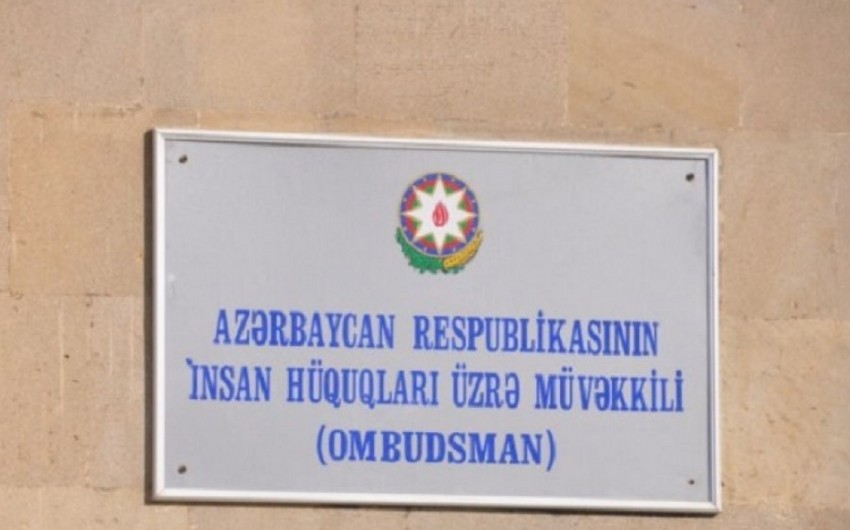 AZƏRBAYCAN RESPUBLİKASININ
İNSAN HÜQUQLARI ÜZRƏ MÜVƏKKİLİ
(OMBUDSMAN)